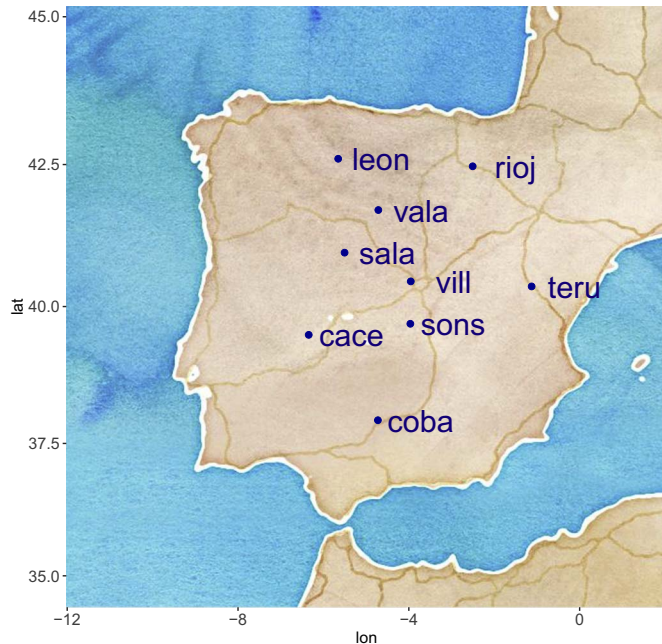 45.0
leon
rioj
42.5
vala
sala
vill
teru
40.0
sons
cace
coba
37.5
35.0
lat
−12
−8
−4
0
lon